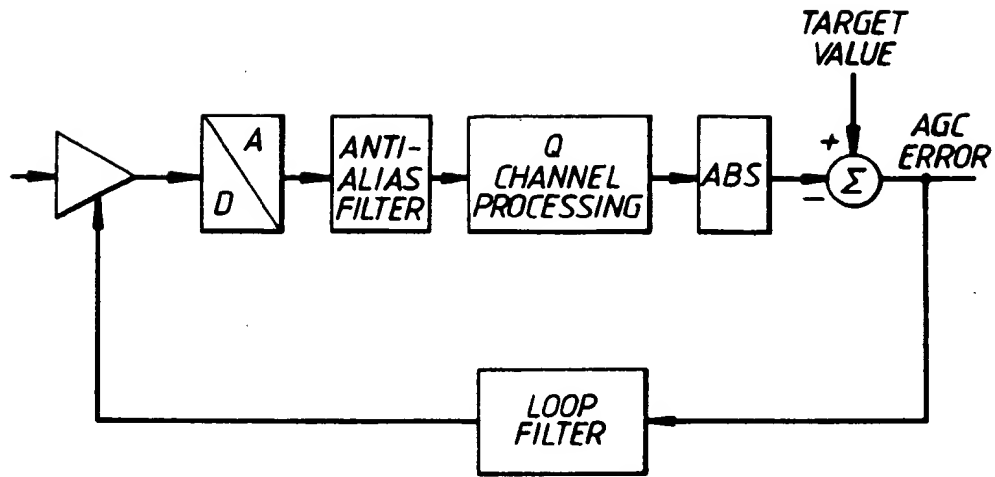 TARGET
VALUE
A
D
ANTI-
ALIAS
FILTER
Q
CHANNEL
PROCESSING
ABS
+
−
Σ
AGC
ERROR
LOOP
FILTER